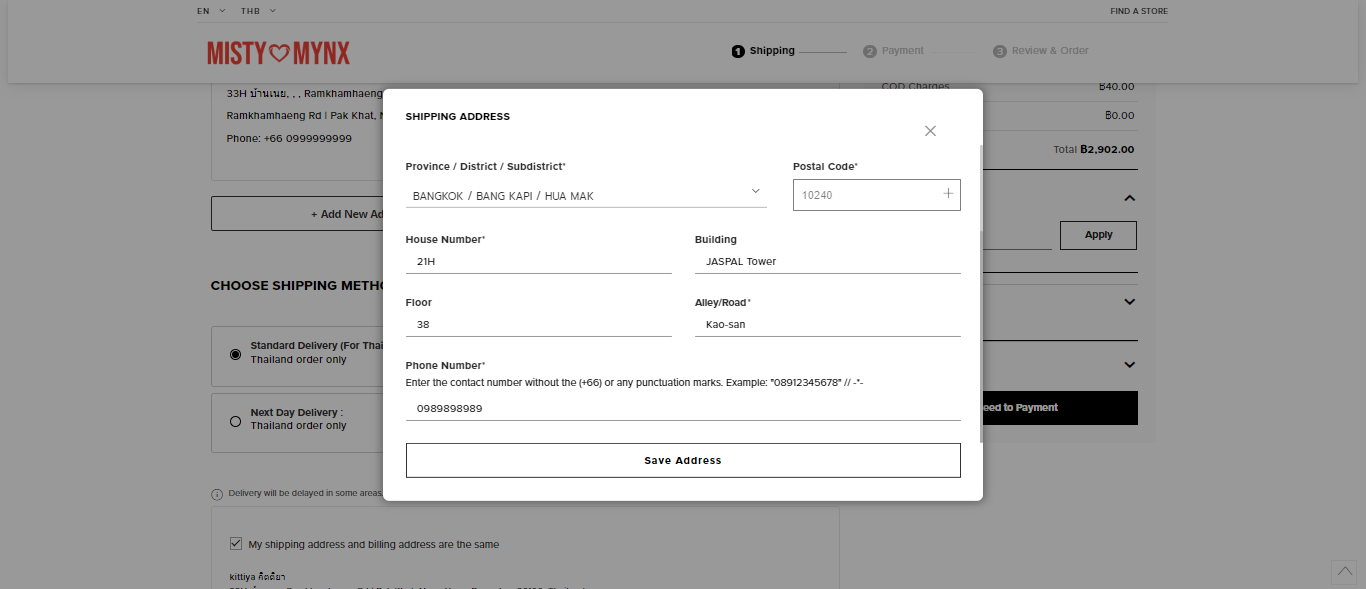 EN THB FIND A STORE
MISTY MYNX
1 Shipping 2 Payment 3 Review & Order
33H บ้านเนย, , , Ramkhamhaeng
Ramkhamhaeng Rd | Pak Khat,
Phone: +66 0999999999
+ Add New Ad
CHOOSE SHIPPING METHO
Standard Delivery (For Thai
Thailand order only
Next Day Delivery :
Thailand order only
Delivery will be delayed in some areas
My shipping address and billing address are the same
kittiya กิตติยา
SHIPPING ADDRESS
Province / District / Subdistrict*
BANGKOK / BANG KAPI / HUA MAK
Postal Code*
10240
House Number*
21H
Building
JASPAL Tower
Floor
38
Alley/Road*
Kao-san
Phone Number*
Enter the contact number without the (+66) or any punctuation marks. Example: "08912345678" // -*-
0989898989
Save Address
COD Charges ฿40.00
฿0.00
Total ฿2,902.00
Apply
eed to Payment